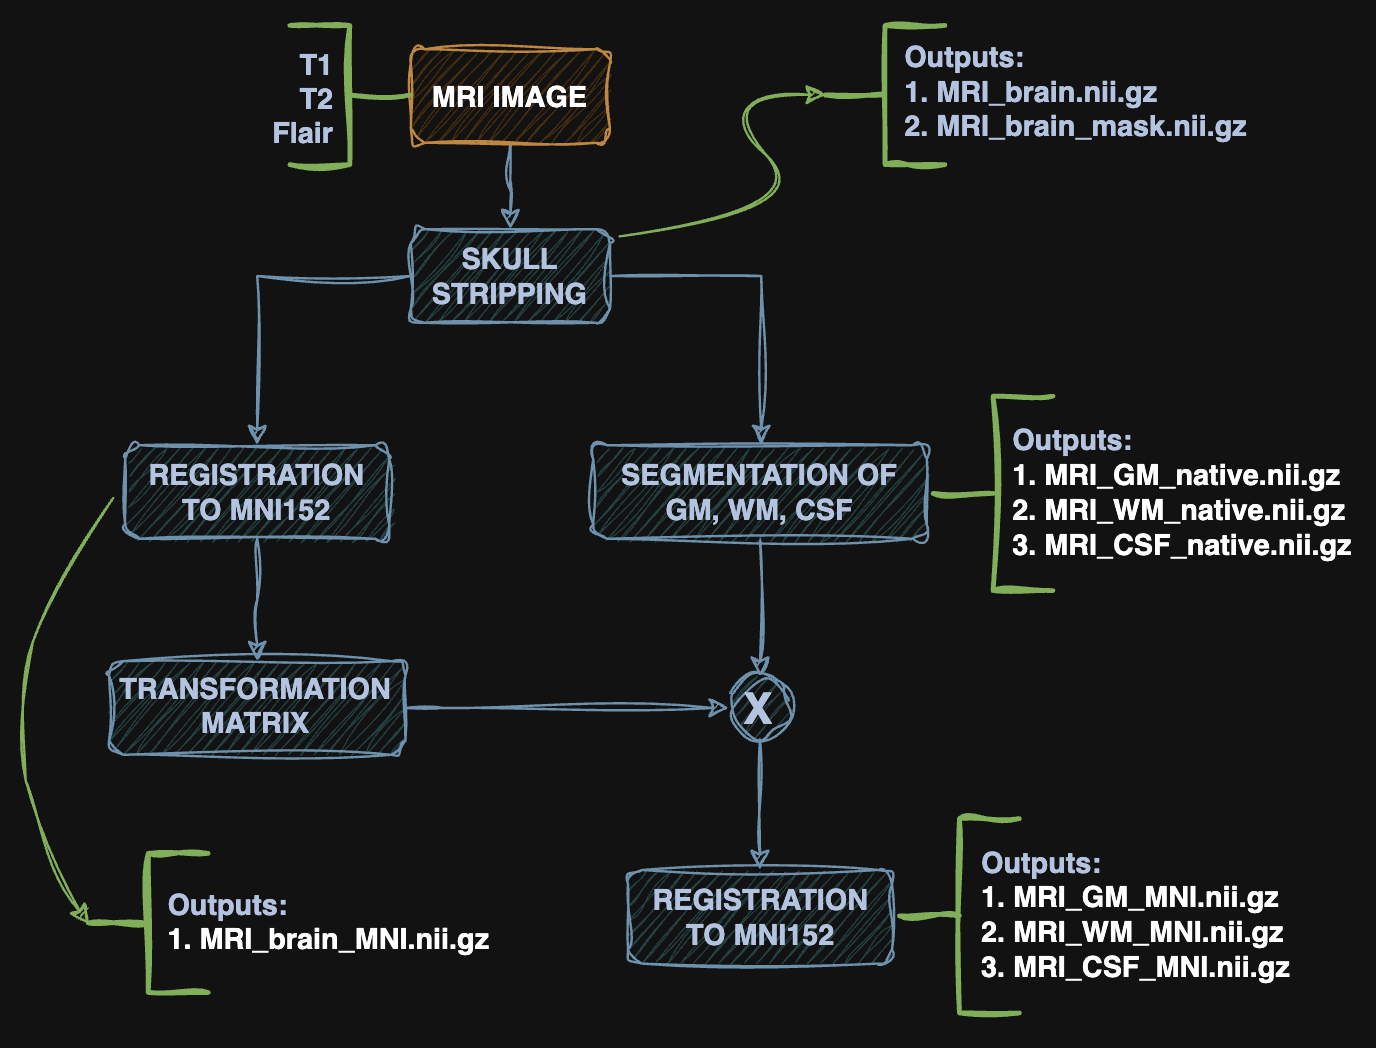 T1
T2
Flair
MRI IMAGE
Outputs:
1. MRI_brain.nii.gz
2. MRI_brain_mask.nii.gz
SKULL
STRIPPING
REGISTRATION
TO MNI152
SEGMENTATION OF
GM, WM, CSF
Outputs:
1. MRI_GM_native.nii.gz
2. MRI_WM_native.nii.gz
3. MRI_CSF_native.nii.gz
TRANSFORMATION
MATRIX
X
Outputs:
1. MRI_brain_MNI.nii.gz
REGISTRATION
TO MNI152
Outputs:
1. MRI_GM_MNI.nii.gz
2. MRI_WM_MNI.nii.gz
3. MRI_CSF_MNI.nii.gz